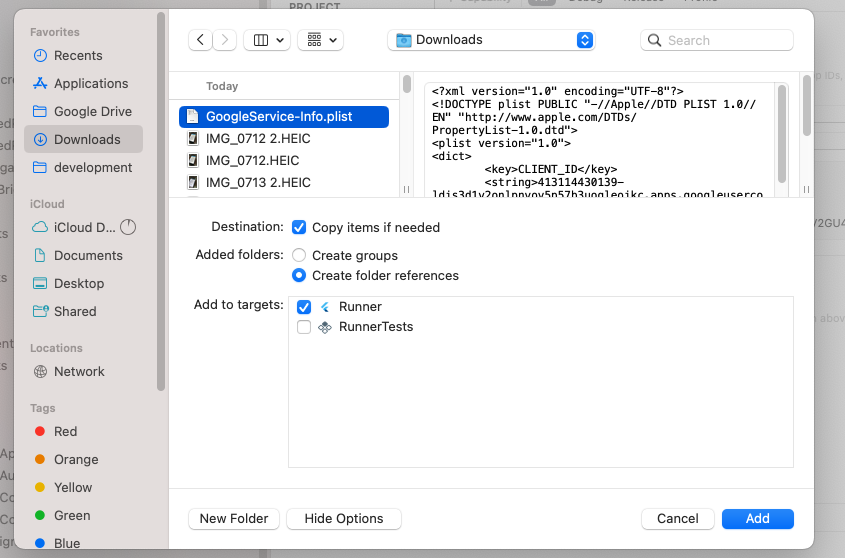 PROJECT
Favorites
Recents
Applications
Google Drive
Downloads
development
iCloud
iCloud D...
Documents
Desktop
Shared
Locations
Network
Tags
Red
Orange
Yellow
Green
Blue
Downloads
Search
Today
GoogleService-Info.plist
IMG_0712 2.HEIC
IMG_0712.HEIC
IMG_0713 2.HEIC
<?xml version="1.0" encoding="UTF-8"?>
<!DOCTYPE plist PUBLIC "-//Apple//DTD PLIST 1.0//
EN" "http://www.apple.com/DTDs/
PropertyList-1.0.dtd">
<plist version="1.0">
<dict>
<key>CLIENT_ID</key>
<string>413114430139-
Destination:
Copy items if needed
Added folders:
Create groups
Create folder references
Add to targets:
Runner
RunnerTests
New Folder
Hide Options
Cancel
Add